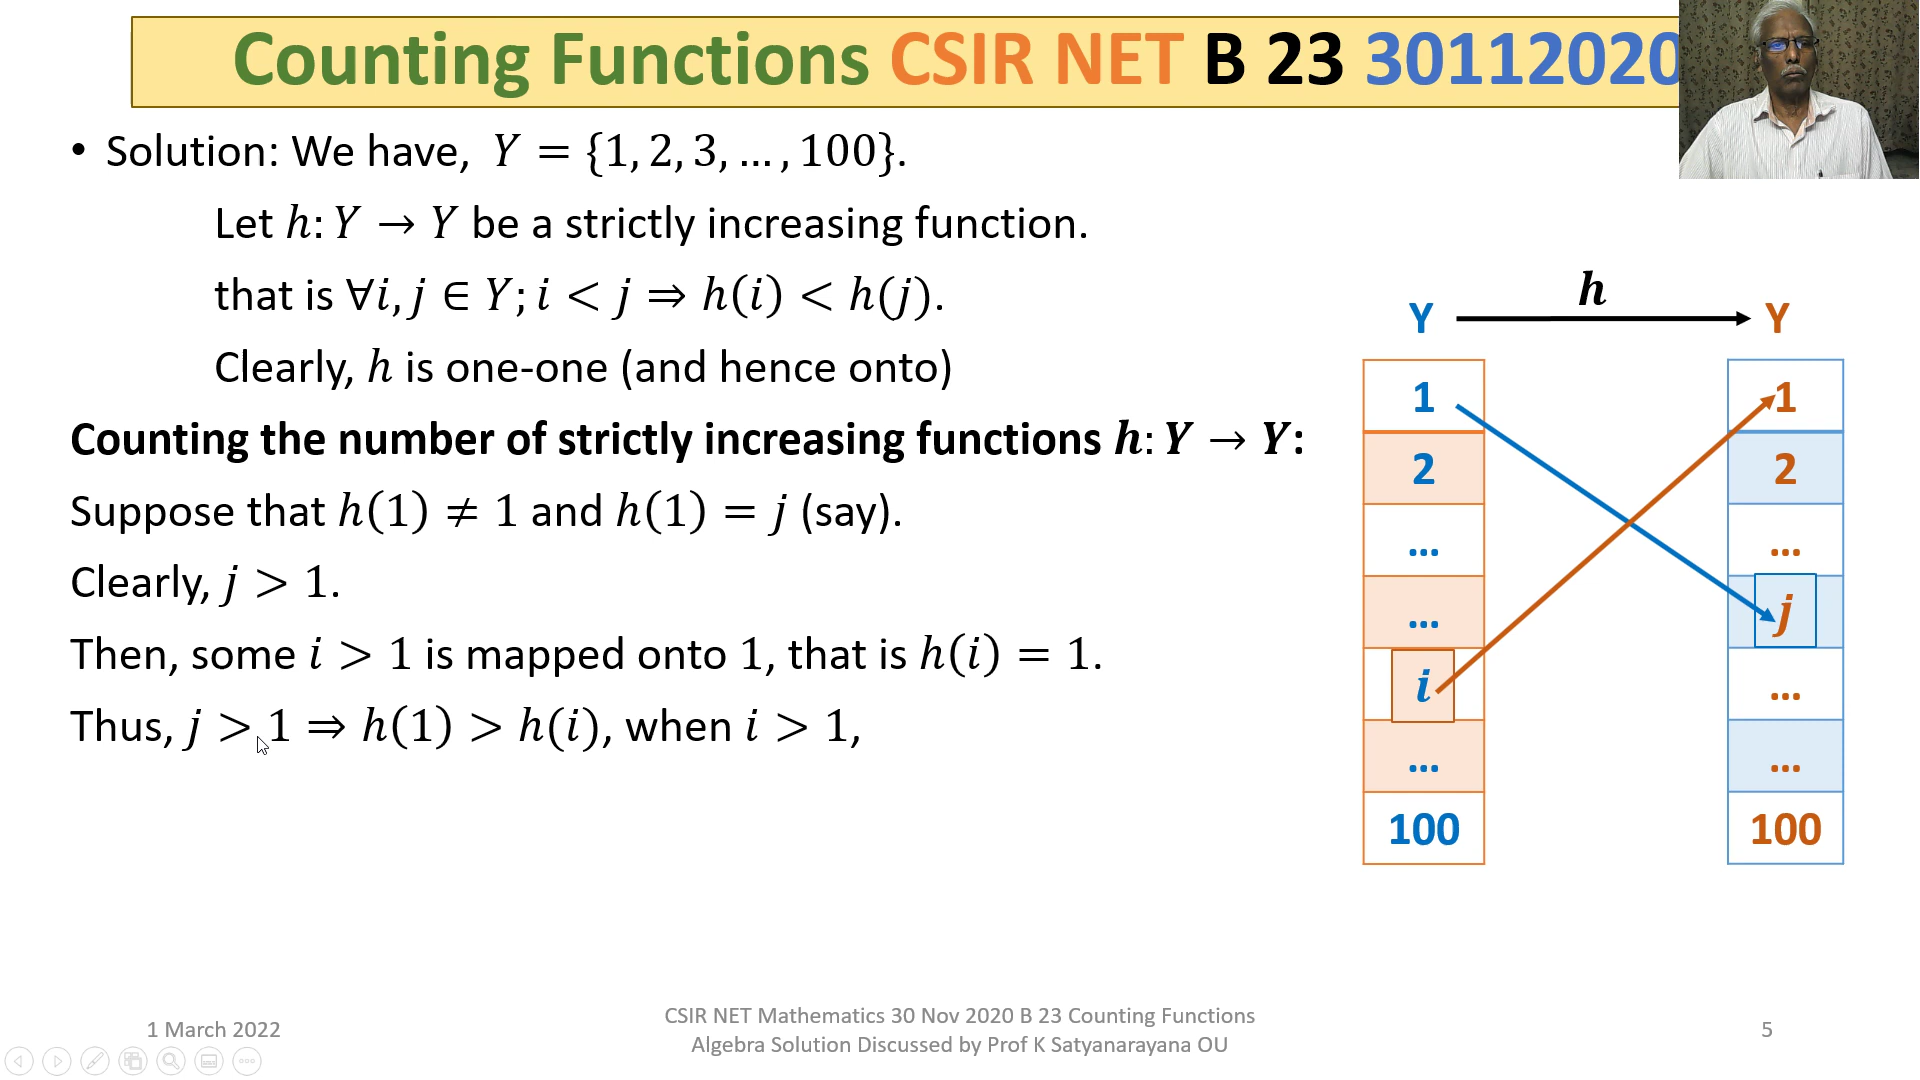 Counting Functions CSIR NET B 23 30112020
• Solution: We have, Y = {1, 2, 3, … , 100}.
Let h: Y → Y be a strictly increasing function.
that is ∀i, j ∈ Y; i < j ⇒ h(i) < h(j).
Clearly, h is one-one (and hence onto)
Counting the number of strictly increasing functions h: Y → Y:
Suppose that h(1) ≠ 1 and h(1) = j (say).
Clearly, j > 1.
Then, some i > 1 is mapped onto 1, that is h(i) = 1.
Thus, j > 1 ⇒ h(1) > h(i), when i > 1,
h
Y Y
1 1
2 2
... ...
... j
i ...
... ...
100 100
1 March 2022
CSIR NET Mathematics 30 Nov 2020 B 23 Counting Functions
Algebra Solution Discussed by Prof K Satyanarayana OU
5